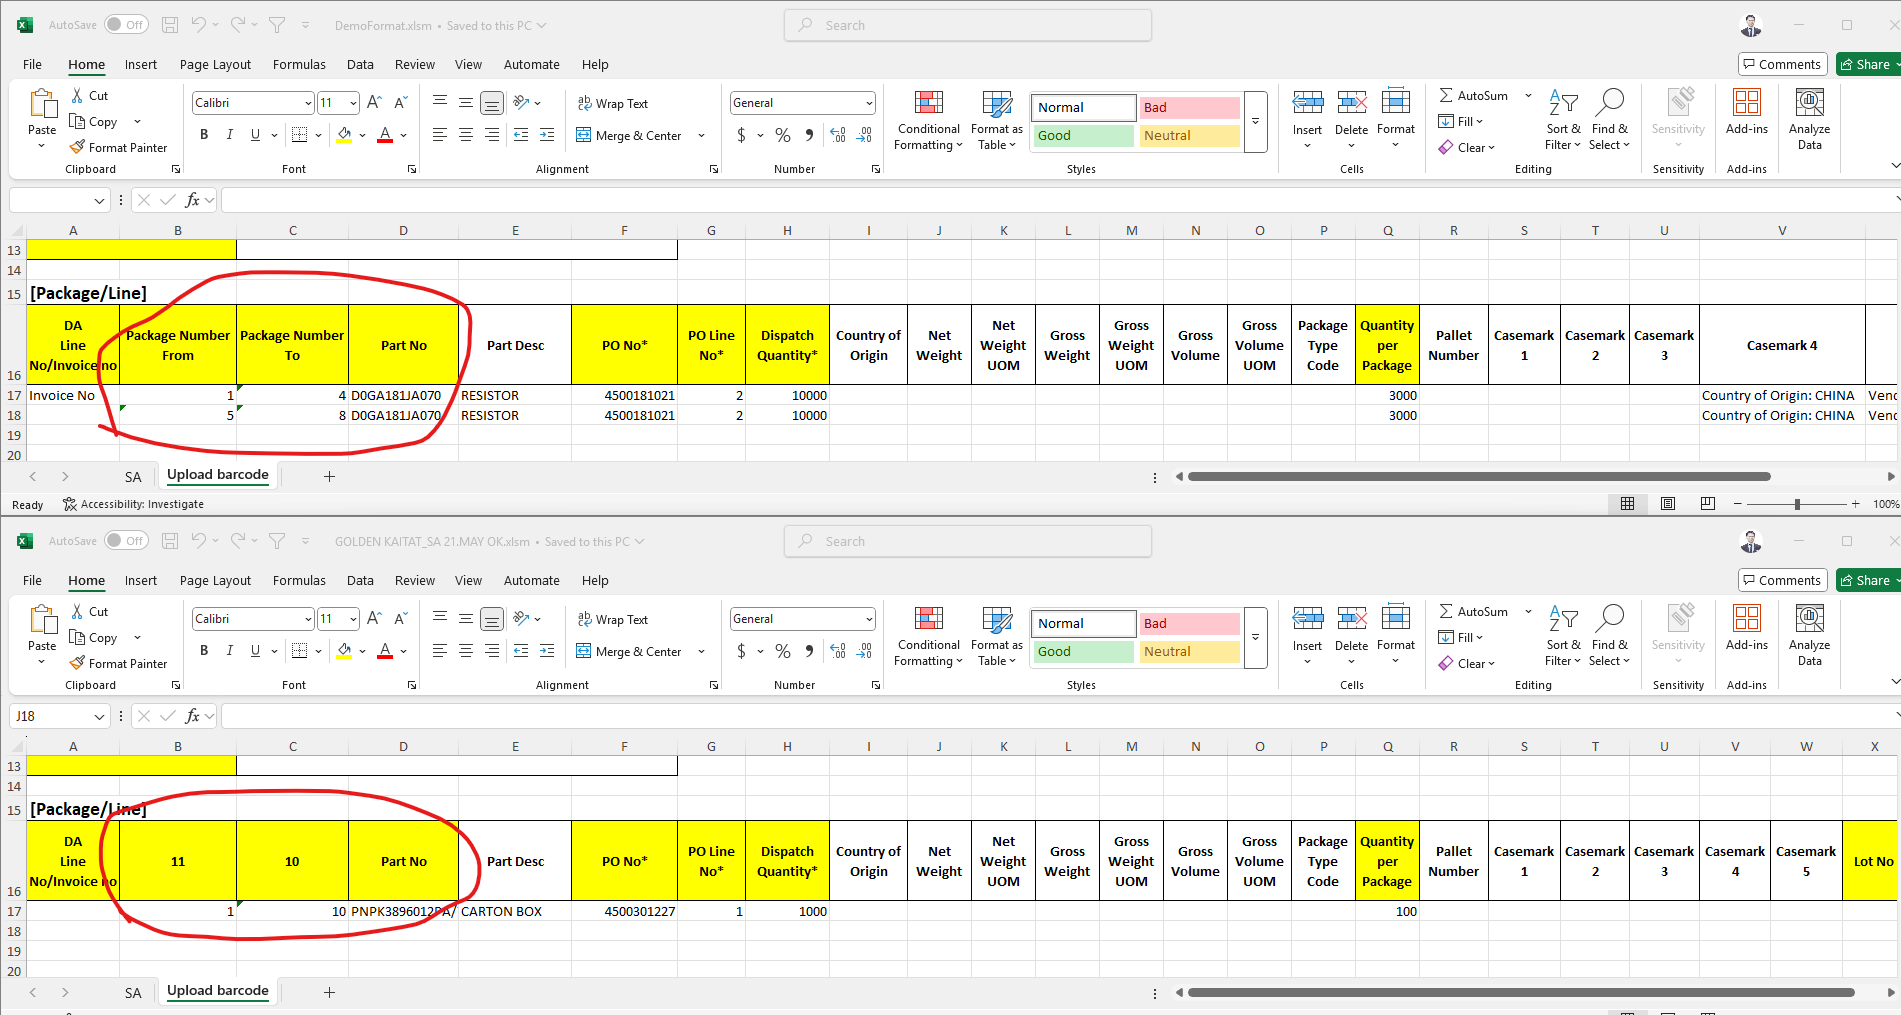 AutoSave Off DemoFormat.xlsm • Saved to this PC Search
File Home Insert Page Layout Formulas Data Review View Automate Help Comments Share
Paste Cut Copy Format Painter Clipboard
Calibri 11 B I U A Font
Wrap Text Merge & Center Alignment
General $ % Number
Conditional Formatting Format as Table Normal Bad Good Neutral Styles
Insert Delete Format Cells
AutoSum Fill Clear Sort & Filter Find & Select Editing
Sensitivity Sensitivity
Add-ins Add-ins
Analyze Data
fx
A B C D E F G H I J K L M N O P Q R S T U V
13
14
15 [Package/Line]
16 DA Line No/Invoice no Package Number From Package Number To Part No Part Desc PO No* PO Line No* Dispatch Quantity* Country of Origin Net Weight Net Weight UOM Gross Weight Gross Weight UOM Gross Volume Gross Volume UOM Package Type Code Quantity per Package Pallet Number Casemark 1 Casemark 2 Casemark 3 Casemark 4
17 Invoice No 1 4 D0GA181JA070 RESISTOR 4500181021 2 10000 3000 Country of Origin: CHINA Venc
18 5 8 D0GA181JA070 RESISTOR 4500181021 2 10000 3000 Country of Origin: CHINA Venc
19
20
SA Upload barcode +
Ready Accessibility: Investigate 100%
AutoSave Off GOLDEN KAITAT_SA 21.MAY OK.xlsm • Saved to this PC Search
File Home Insert Page Layout Formulas Data Review View Automate Help Comments Share
Paste Cut Copy Format Painter Clipboard
Calibri 11 B I U A Font
Wrap Text Merge & Center Alignment
General $ % Number
Conditional Formatting Format as Table Normal Bad Good Neutral Styles
Insert Delete Format Cells
AutoSum Fill Clear Sort & Filter Find & Select Editing
Sensitivity Sensitivity
Add-ins Add-ins
Analyze Data
J18 fx
A B C D E F G H I J K L M N O P Q R S T U V W X
13
14
15 [Package/Line]
16 DA Line No/Invoice no 11 10 Part No Part Desc PO No* PO Line No* Dispatch Quantity* Country of Origin Net Weight Net Weight UOM Gross Weight Gross Weight UOM Gross Volume Gross Volume UOM Package Type Code Quantity per Package Pallet Number Casemark 1 Casemark 2 Casemark 3 Casemark 4 Casemark 5 Lot No
17 1 10 PNPK3896012PA/ CARTON BOX 4500301227 1 1000 100
18
19
20
SA Upload barcode +